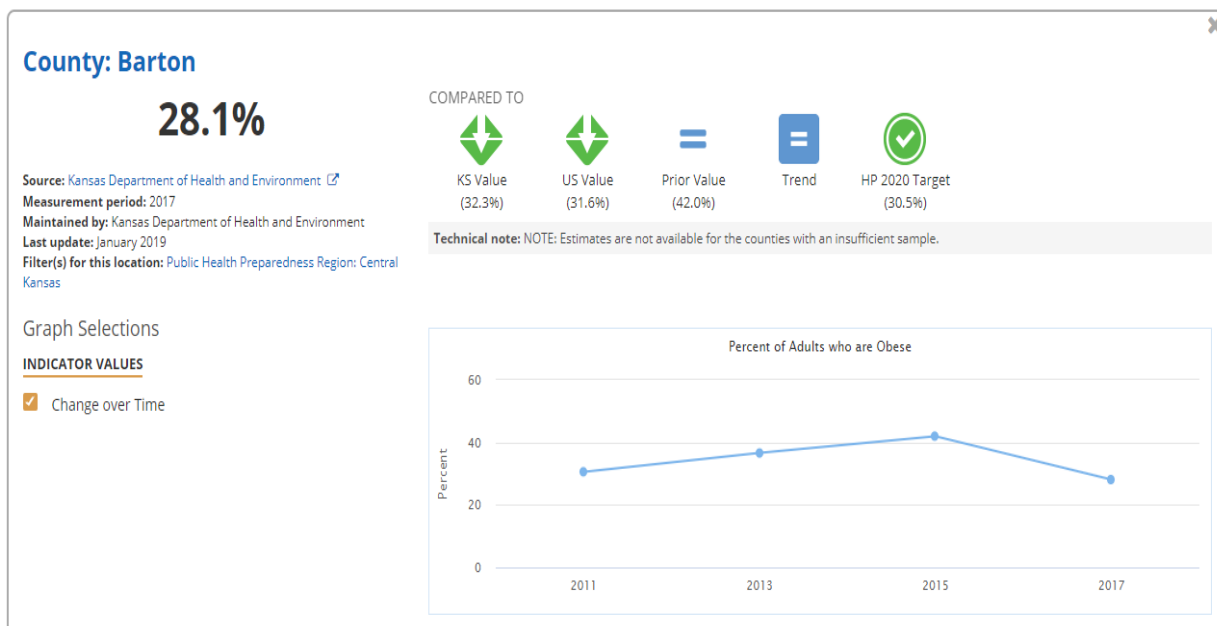 County: Barton
28.1%
Source: Kansas Department of Health and Environment
Measurement period: 2017
Maintained by: Kansas Department of Health and Environment
Last update: January 2019
Filter(s) for this location: Public Health Preparedness Region: Central
Kansas
COMPARED TO
KS Value
(32.3%)
US Value
(31.6%)
Prior Value
(42.0%)
Trend
HP 2020 Target
(30.5%)
Technical note: NOTE: Estimates are not available for the counties with an insufficient sample.
Graph Selections
INDICATOR VALUES
Change over Time
Percent of Adults who are Obese
Percent
60
40
20
0
2011
2013
2015
2017